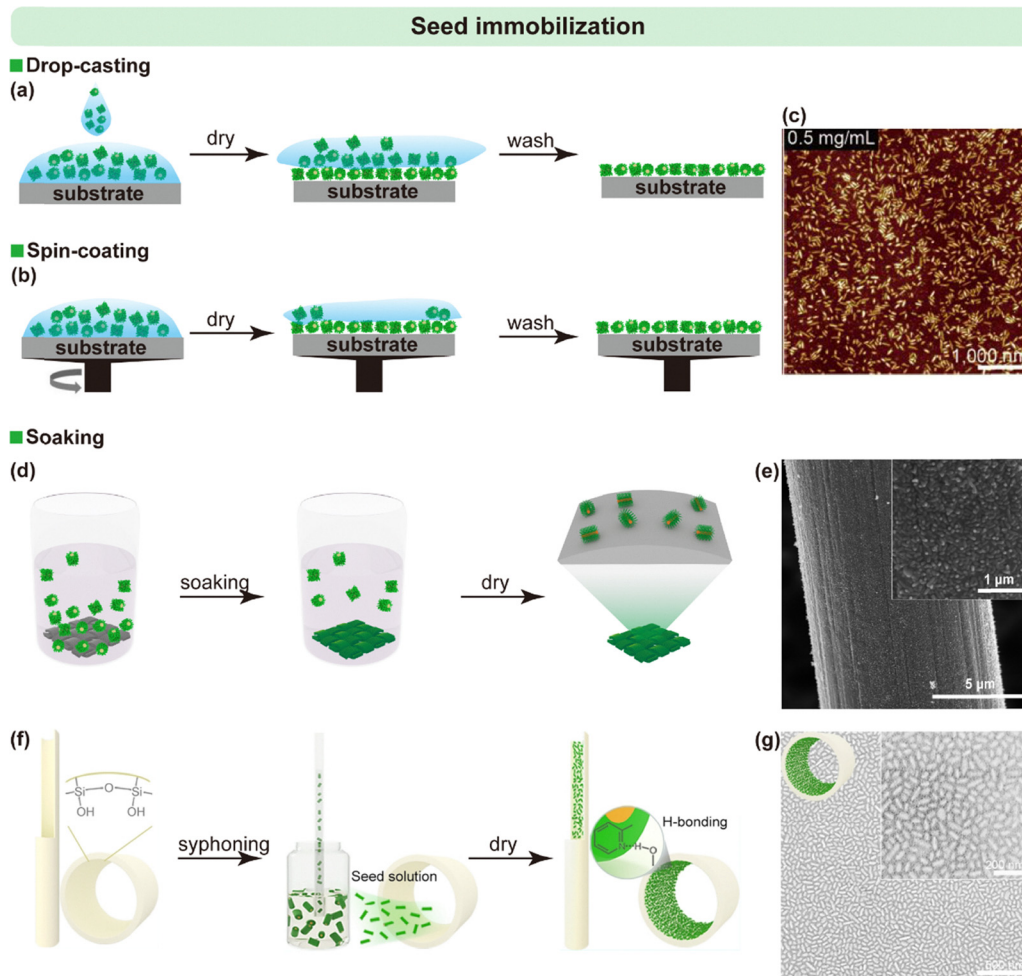 Seed immobilization
Drop-casting
(a)
dry
wash
substrate
substrate
substrate
(c)
0.5 mg/mL
1,000 nm
Spin-coating
(b)
dry
wash
substrate
substrate
substrate
Soaking
(d)
soaking
dry
(e)
1 µm
5 µm
(f)
Si
O
Si
OH
OH
syphoning
Seed solution
dry
H-bonding
N
H
O
(g)
200 nm